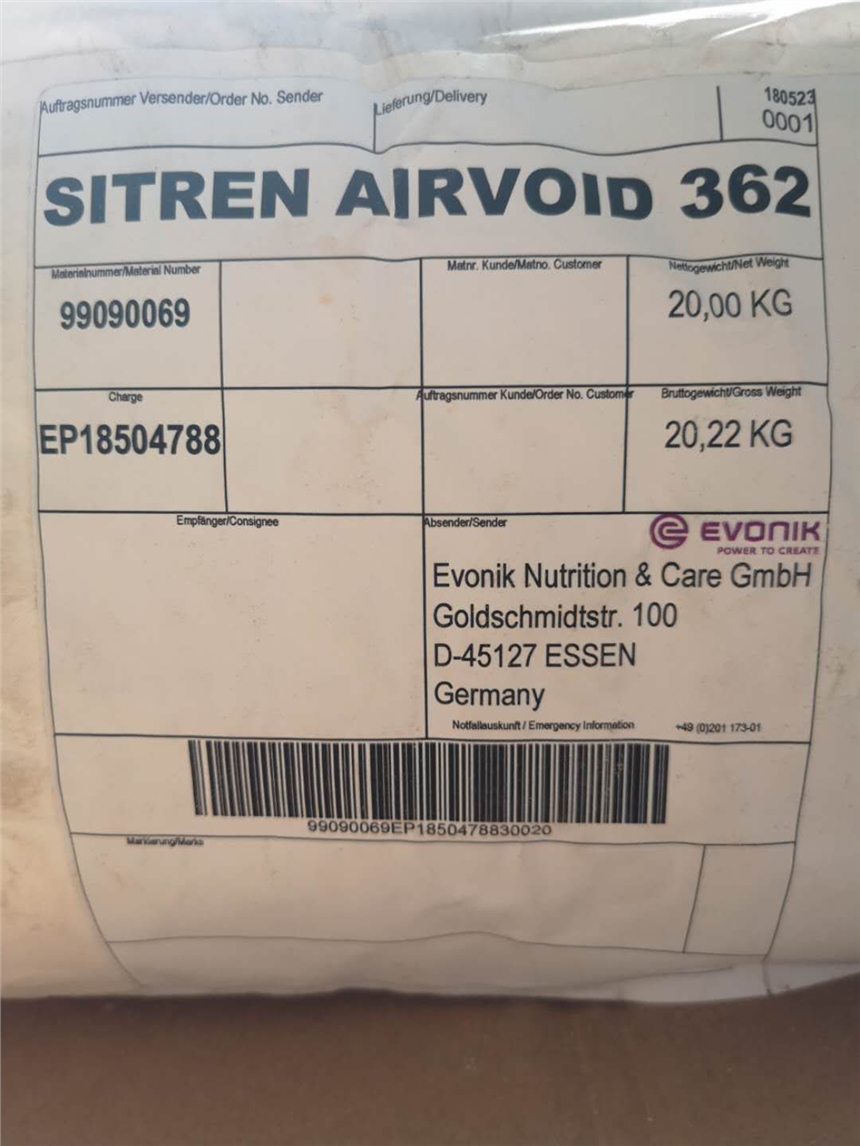 Auftragsnummer Versender/Order No. Sender
Lieferung/Delivery
180523
0001
SITREN AIRVOID 362
Materialnummer/Material Number
99090069
Matnr. Kunde/Matno. Customer
Nettogewicht/Net Weight
20,00 KG
Charge
EP18504788
Auftragsnummer Kunde/Order No. Customer
Bruttogewicht/Gross Weight
20,22 KG
Empfänger/Consignee
Absender/Sender
EVONIK
POWER TO CREATE
Evonik Nutrition & Care GmbH
Goldschmidtstr. 100
D-45127 ESSEN
Germany
Notfallauskunft / Emergency Information +49 (0)201 173-01
99090069EP1850478830020
Markierung/Marks